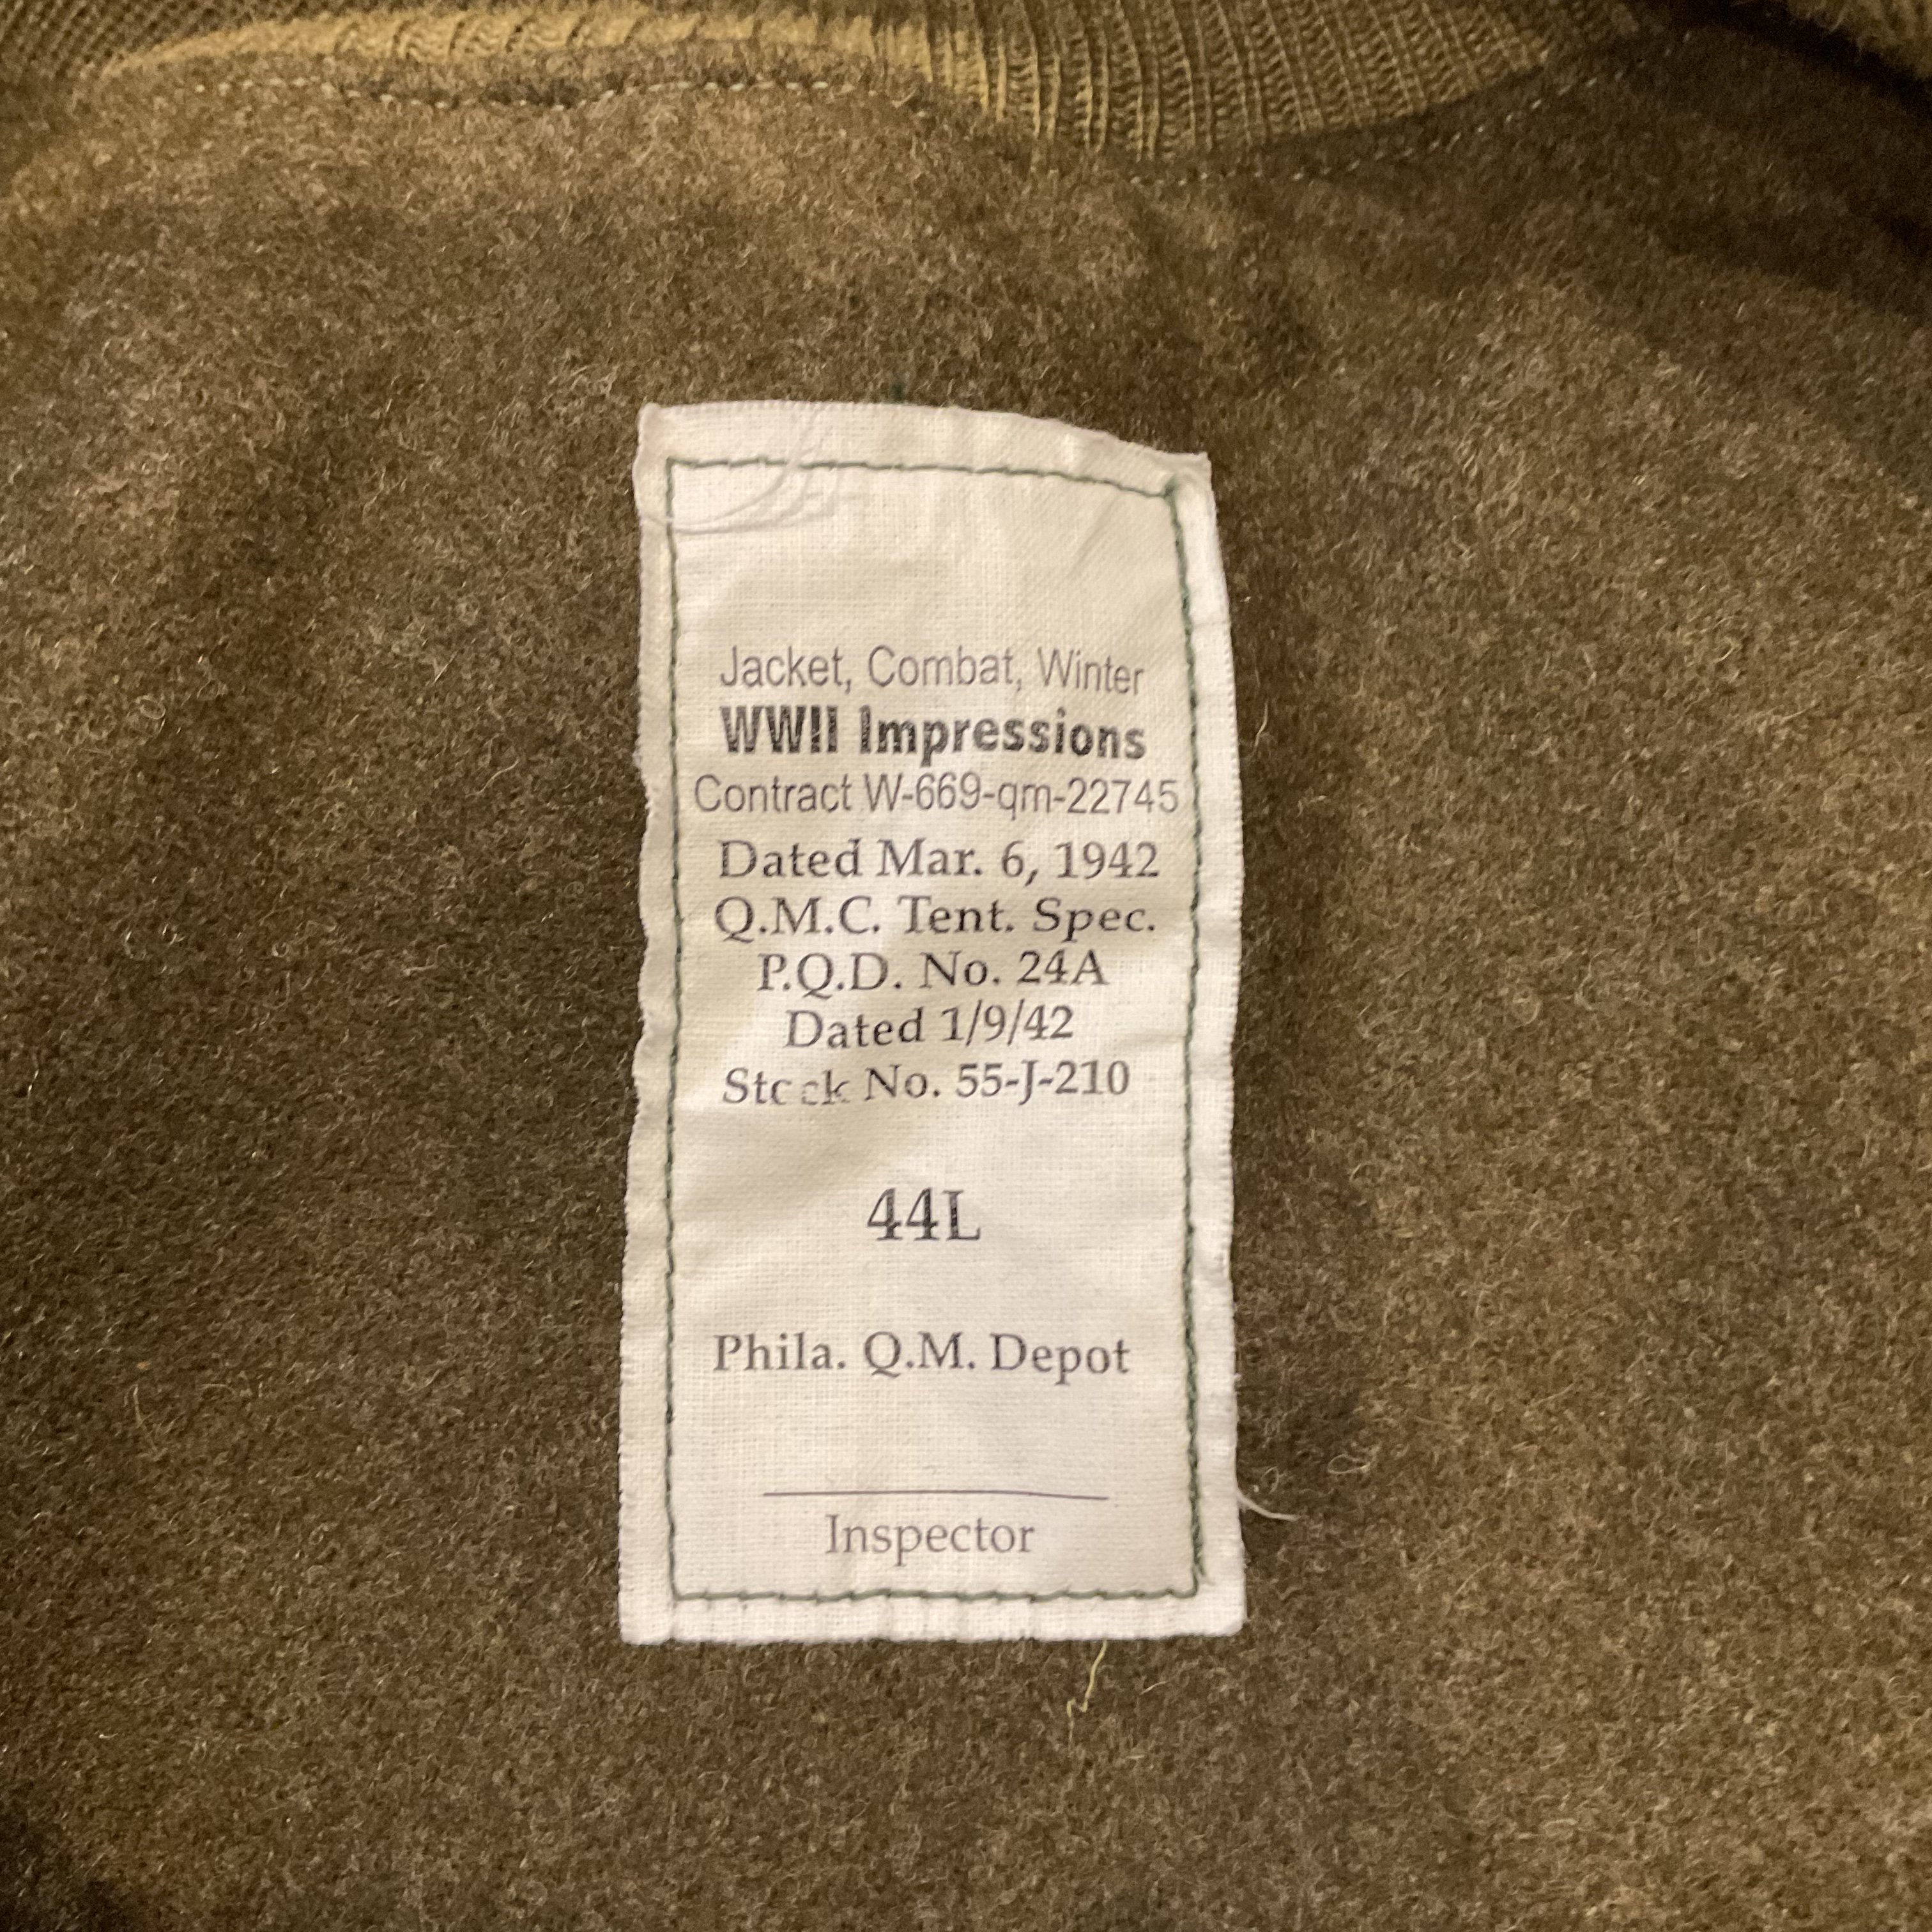 Jacket, Combat, Winter
WWII Impressions
Contract W-669-qm-22745
Dated Mar. 6, 1942
Q.M.C. Tent. Spec.
P.Q.D. No. 24A
Dated 1/9/42
Stock No. 55-J-210
44L
Phila. Q.M. Depot
Inspector